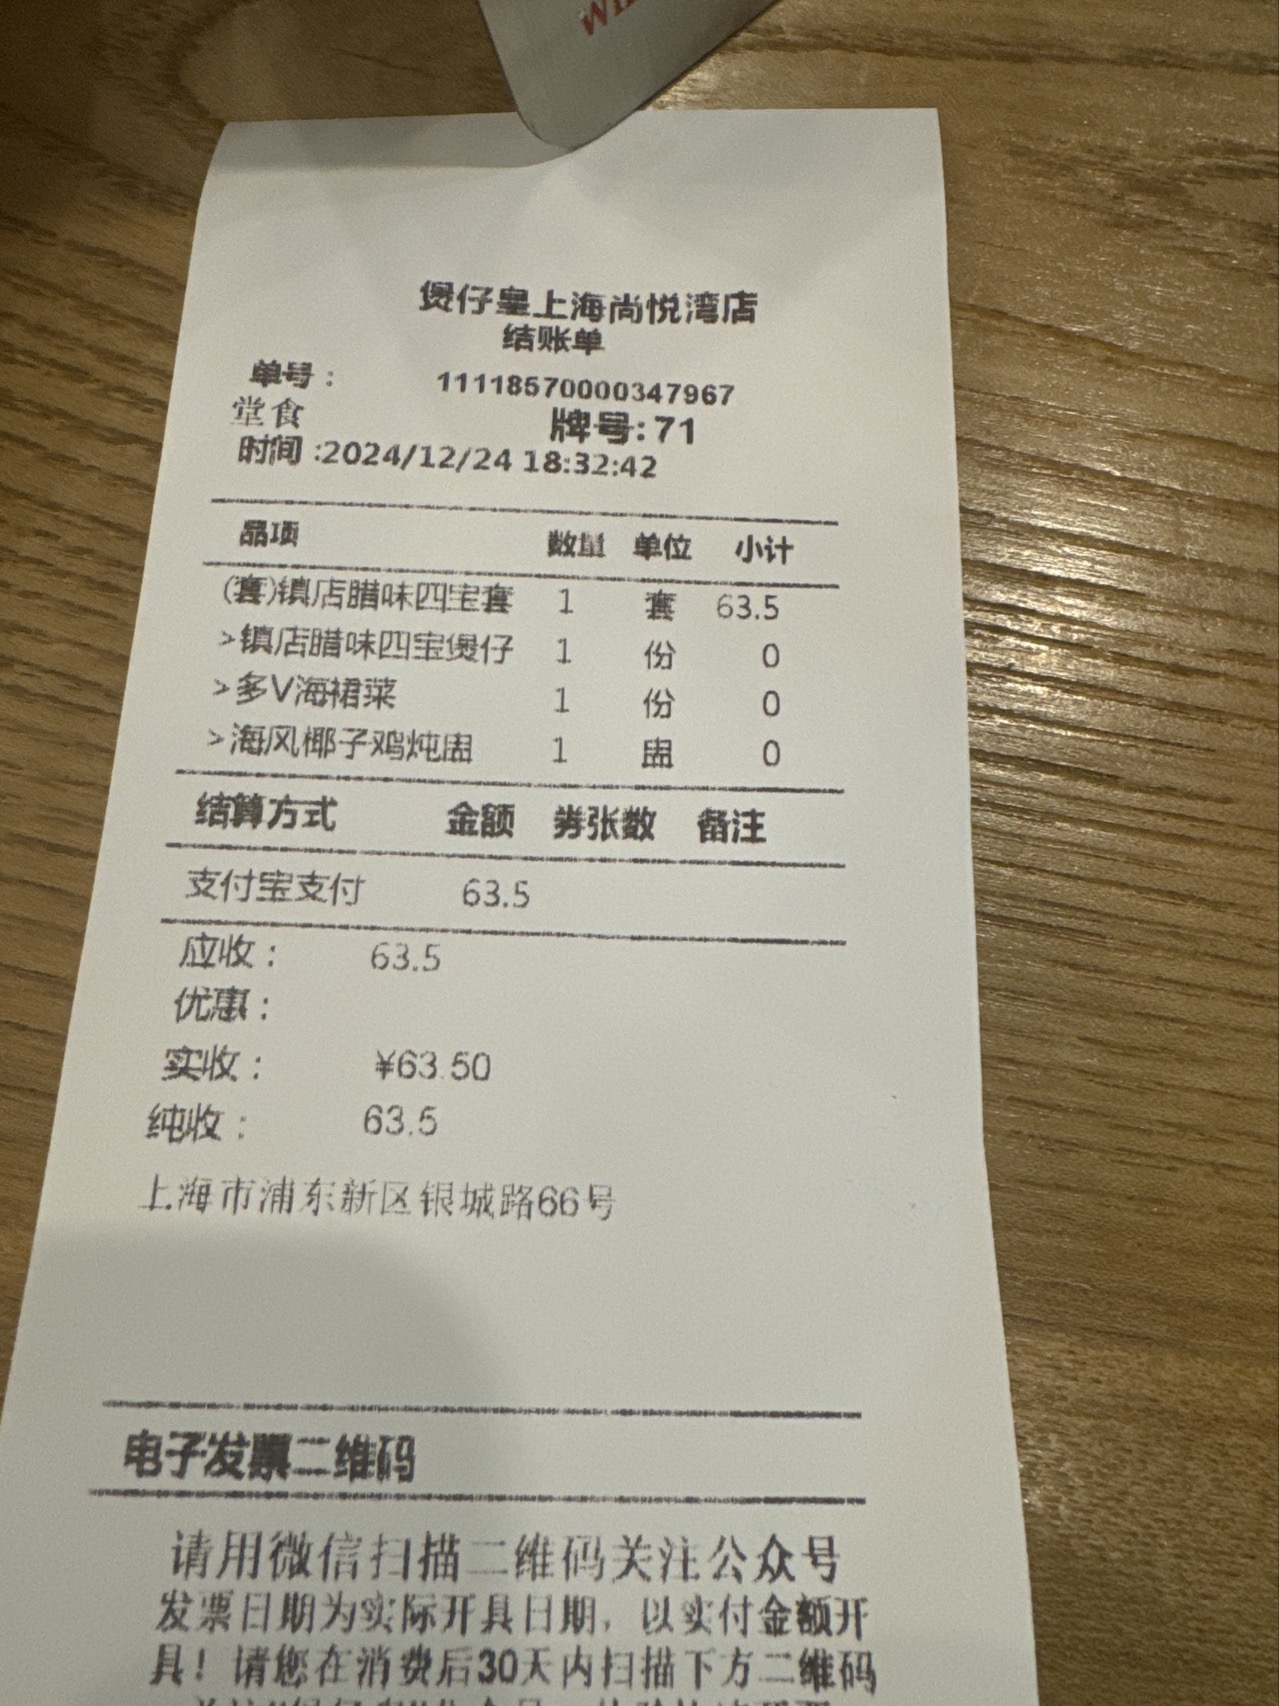 煲仔皇上海尚悦湾店
结账单
单号： 11118570000347967
堂食 牌号:71
时间:2024/12/24 18:32:42
品项 数量 单位 小计
(套)镇店腊味四宝套 1 套 63.5
>镇店腊味四宝煲仔 1 份 0
>多V海裙菜 1 份 0
>海风椰子鸡炖盅 1 盅 0
结算方式 金额 券张数 备注
支付宝支付 63.5
应收： 63.5
优惠：
实收： ¥63.50
纯收： 63.5
上海市浦东新区银城路66号
电子发票二维码
请用微信扫描二维码关注公众号
发票日期为实际开具日期，以实付金额开
具！请您在消费后30天内扫描下方二维码